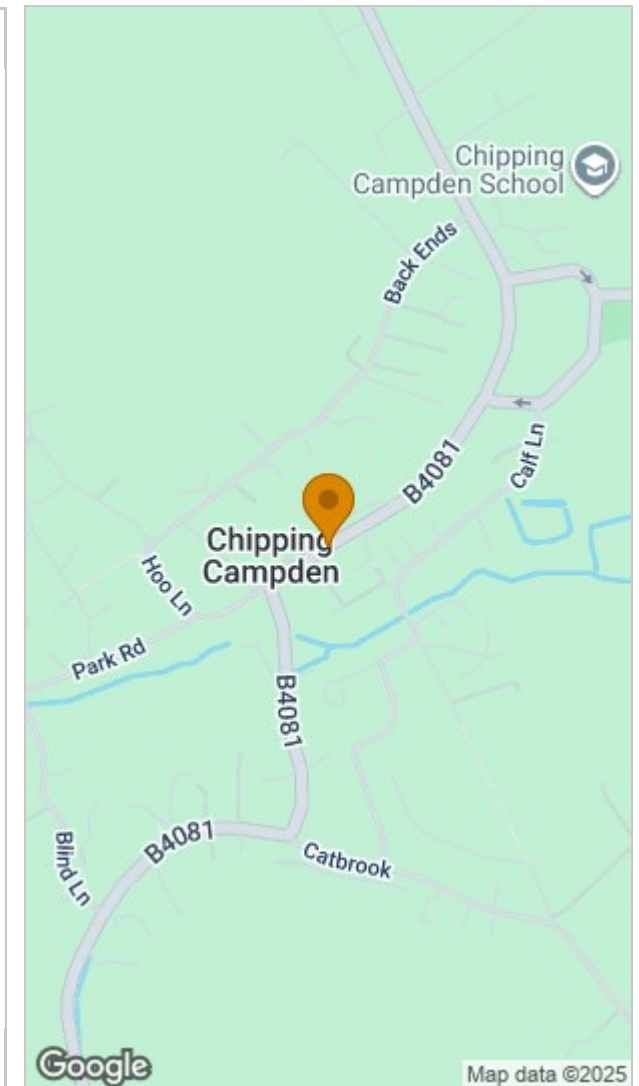 Chipping
Campden School
Back Ends
B4081
Calf Ln
Chipping
Campden
Hoo Ln
Park Rd
B4081
B4081
Catbrook
Blind Ln
Google
Map data ©2025